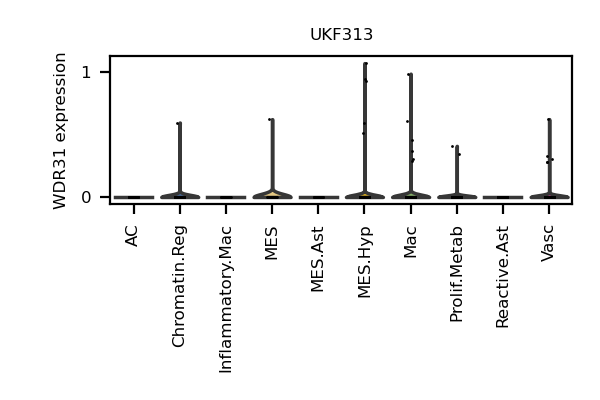 UKF313
WDR31 expression
1
0
AC
Chromatin.Reg
Inflammatory.Mac
MES
MES.Ast
MES.Hyp
Mac
Prolif.Metab
Reactive.Ast
Vasc